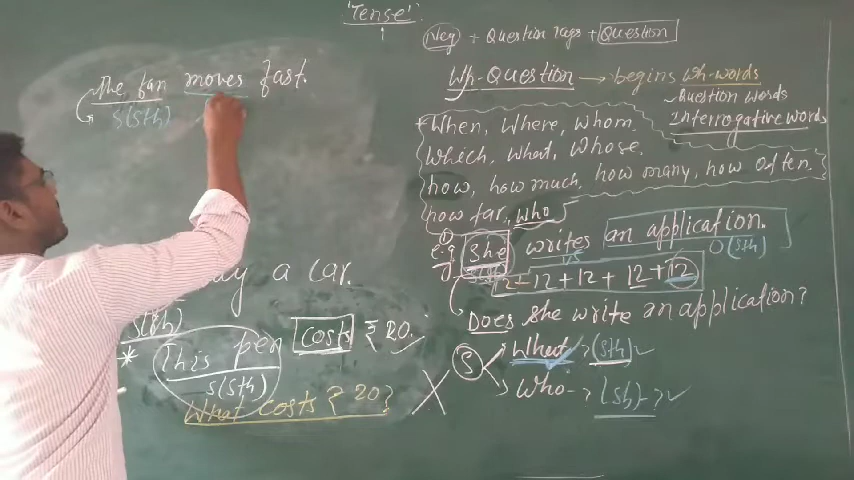 'Tense'
The fan moves fast.
S(Sth)
y a car.
S(Sth)
* This pen costs ₹ 20.
S(Sth)
What costs ₹ 20?
Neg + Question Tags + Question
Wh-Question → begins Wh-words
Question words
Interrogative words
When, Where, Whom,
Which, What, Whose,
how, how much, how many, how often,
how far, who
①
e.g. She writes an application.
O(Sth)
12+12+12+12+12
Does she write an application?
S What → (Sth) ✓
Who → (Sb) → ✓